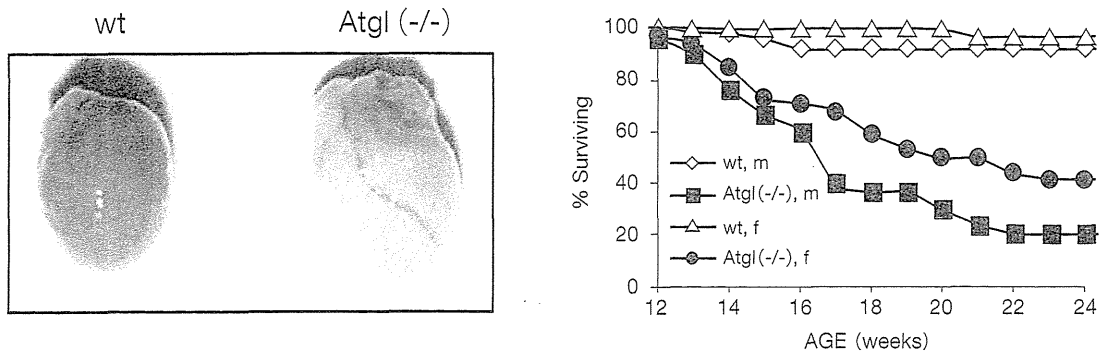 wt
Atgl (-/-)
100
80
60
40
20
0
% Surviving
wt, m
Atgl(-/-), m
wt, f
Atgl(-/-), f
12
14
16
18
20
22
24
AGE (weeks)